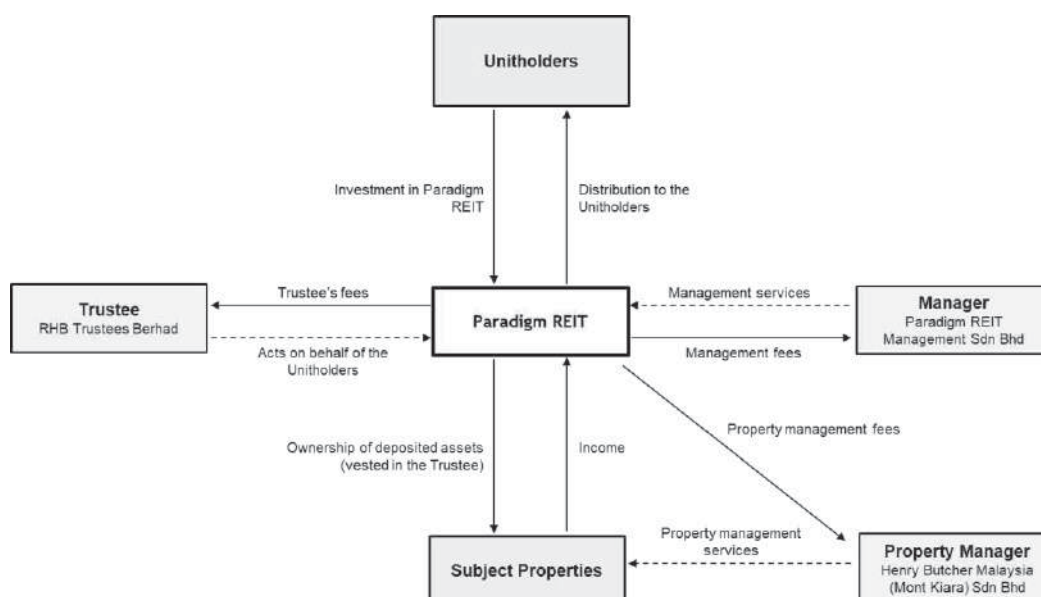 Unitholders
Investment in Paradigm
REIT
Distribution to the
Unitholders
Trustee
RHB Trustees Berhad
Trustee's fees
Acts on behalf of the
Unitholders
Paradigm REIT
Management services
Management fees
Manager
Paradigm REIT
Management Sdn Bhd
Property management fees
Ownership of deposited assets
(vested in the Trustee)
Income
Subject Properties
Property management
services
Property Manager
Henry Butcher Malaysia
(Mont Kiara) Sdn Bhd